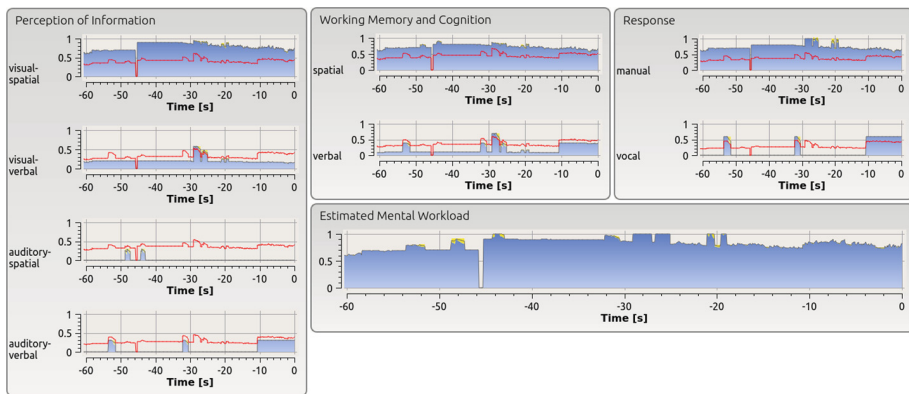 Perception of Information
visual-
spatial
1
0.5
0
-60 -50 -40 -30 -20 -10 0
Time [s]
visual-
verbal
1
0.5
0
-60 -50 -40 -30 -20 -10 0
Time [s]
auditory-
spatial
1
0.5
0
-60 -50 -40 -30 -20 -10 0
Time [s]
auditory-
verbal
1
0.5
0
-60 -50 -40 -30 -20 -10 0
Time [s]
Working Memory and Cognition
spatial
1
0.5
0
-60 -50 -40 -30 -20 -10 0
Time [s]
verbal
1
0.5
0
-60 -50 -40 -30 -20 -10 0
Time [s]
Response
manual
1
0.5
0
-60 -50 -40 -30 -20 -10 0
Time [s]
vocal
1
0.5
0
-60 -50 -40 -30 -20 -10 0
Time [s]
Estimated Mental Workload
1
0.5
0
-60 -50 -40 -30 -20 -10 0
Time [s]